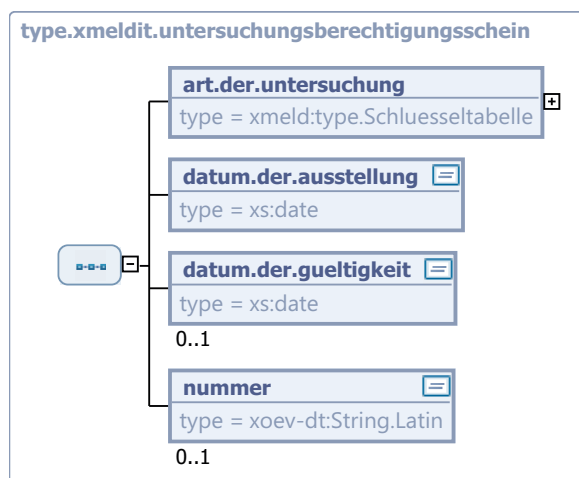 type.xmeldit.untersuchungsberechtigungsschein
art.der.untersuchung
type = xmeld:type.Schluesseltabelle
datum.der.ausstellung
type = xs:date
datum.der.gueltigkeit
type = xs:date
0..1
nummer
type = xoev-dt:String.Latin
0..1